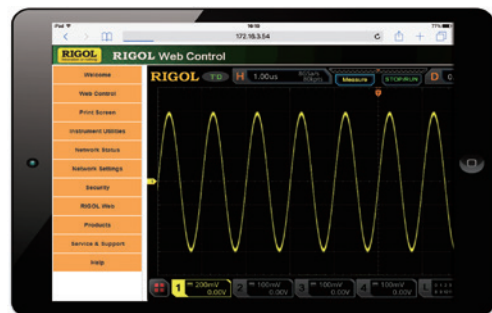 iPad
16:10
77%
172.16.3.54
RIGOL
RIGOL Web Control
Welcome
Web Control
Print Screen
Instrument Utilities
Network Status
Network Settings
Security
RIGOL Web
Products
Service & Support
Help
RIGOL T'D H 1.00us Measure STOP/RUN D
1 200mV 0.00V
2 100mV 0.00V
3 100mV 0.00V
4 100mV 0.00V
L